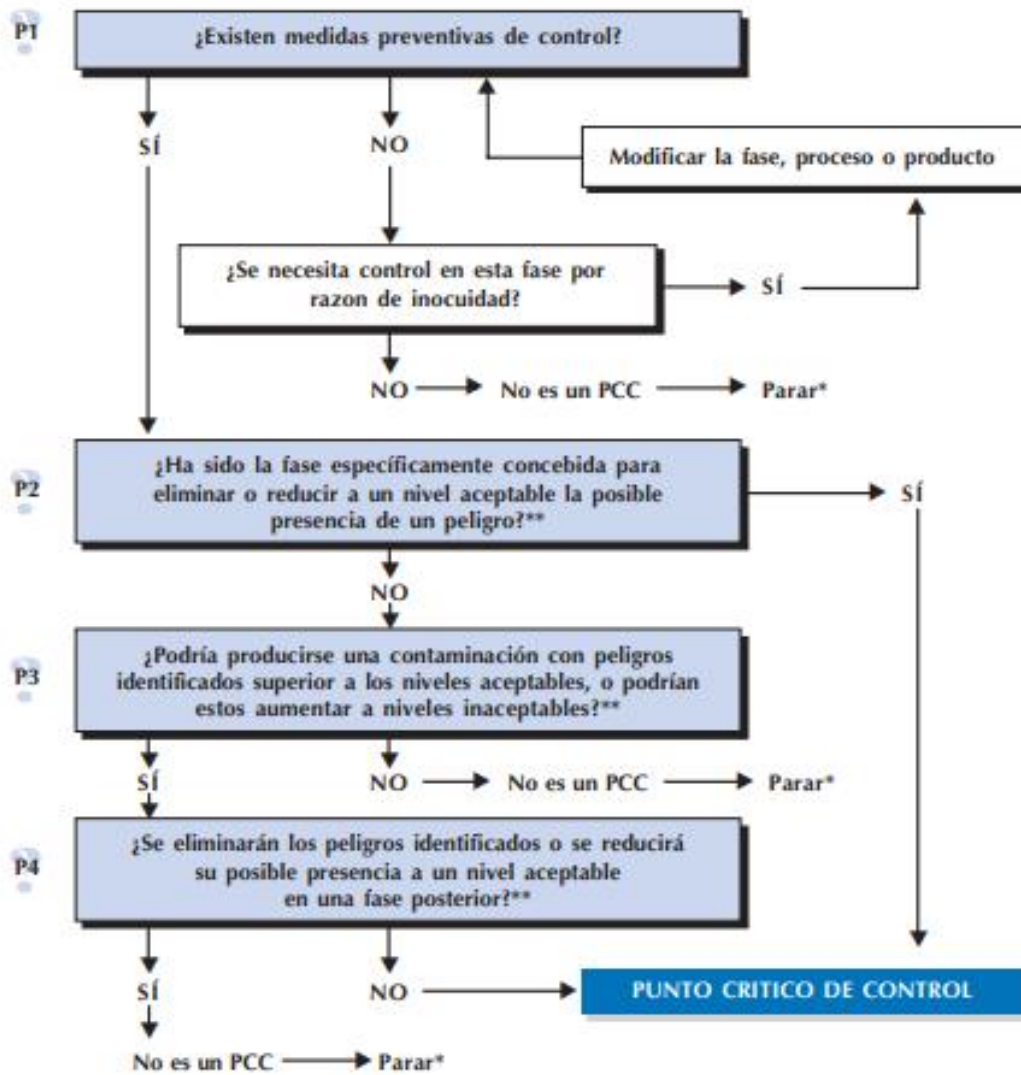 P1
¿Existen medidas preventivas de control?
SÍ
NO
Modificar la fase, proceso o producto
¿Se necesita control en esta fase por
razon de inocuidad?
SÍ
NO
No es un PCC
Parar*
P2
¿Ha sido la fase específicamente concebida para
eliminar o reducir a un nivel aceptable la posible
presencia de un peligro?**
SÍ
NO
P3
¿Podría producirse una contaminación con peligros
identificados superior a los niveles aceptables, o podrían
estos aumentar a niveles inaceptables?**
SÍ
NO
No es un PCC
Parar*
P4
¿Se eliminarán los peligros identificados o se reducirá
su posible presencia a un nivel aceptable
en una fase posterior?**
SÍ
NO
PUNTO CRITICO DE CONTROL
No es un PCC
Parar*